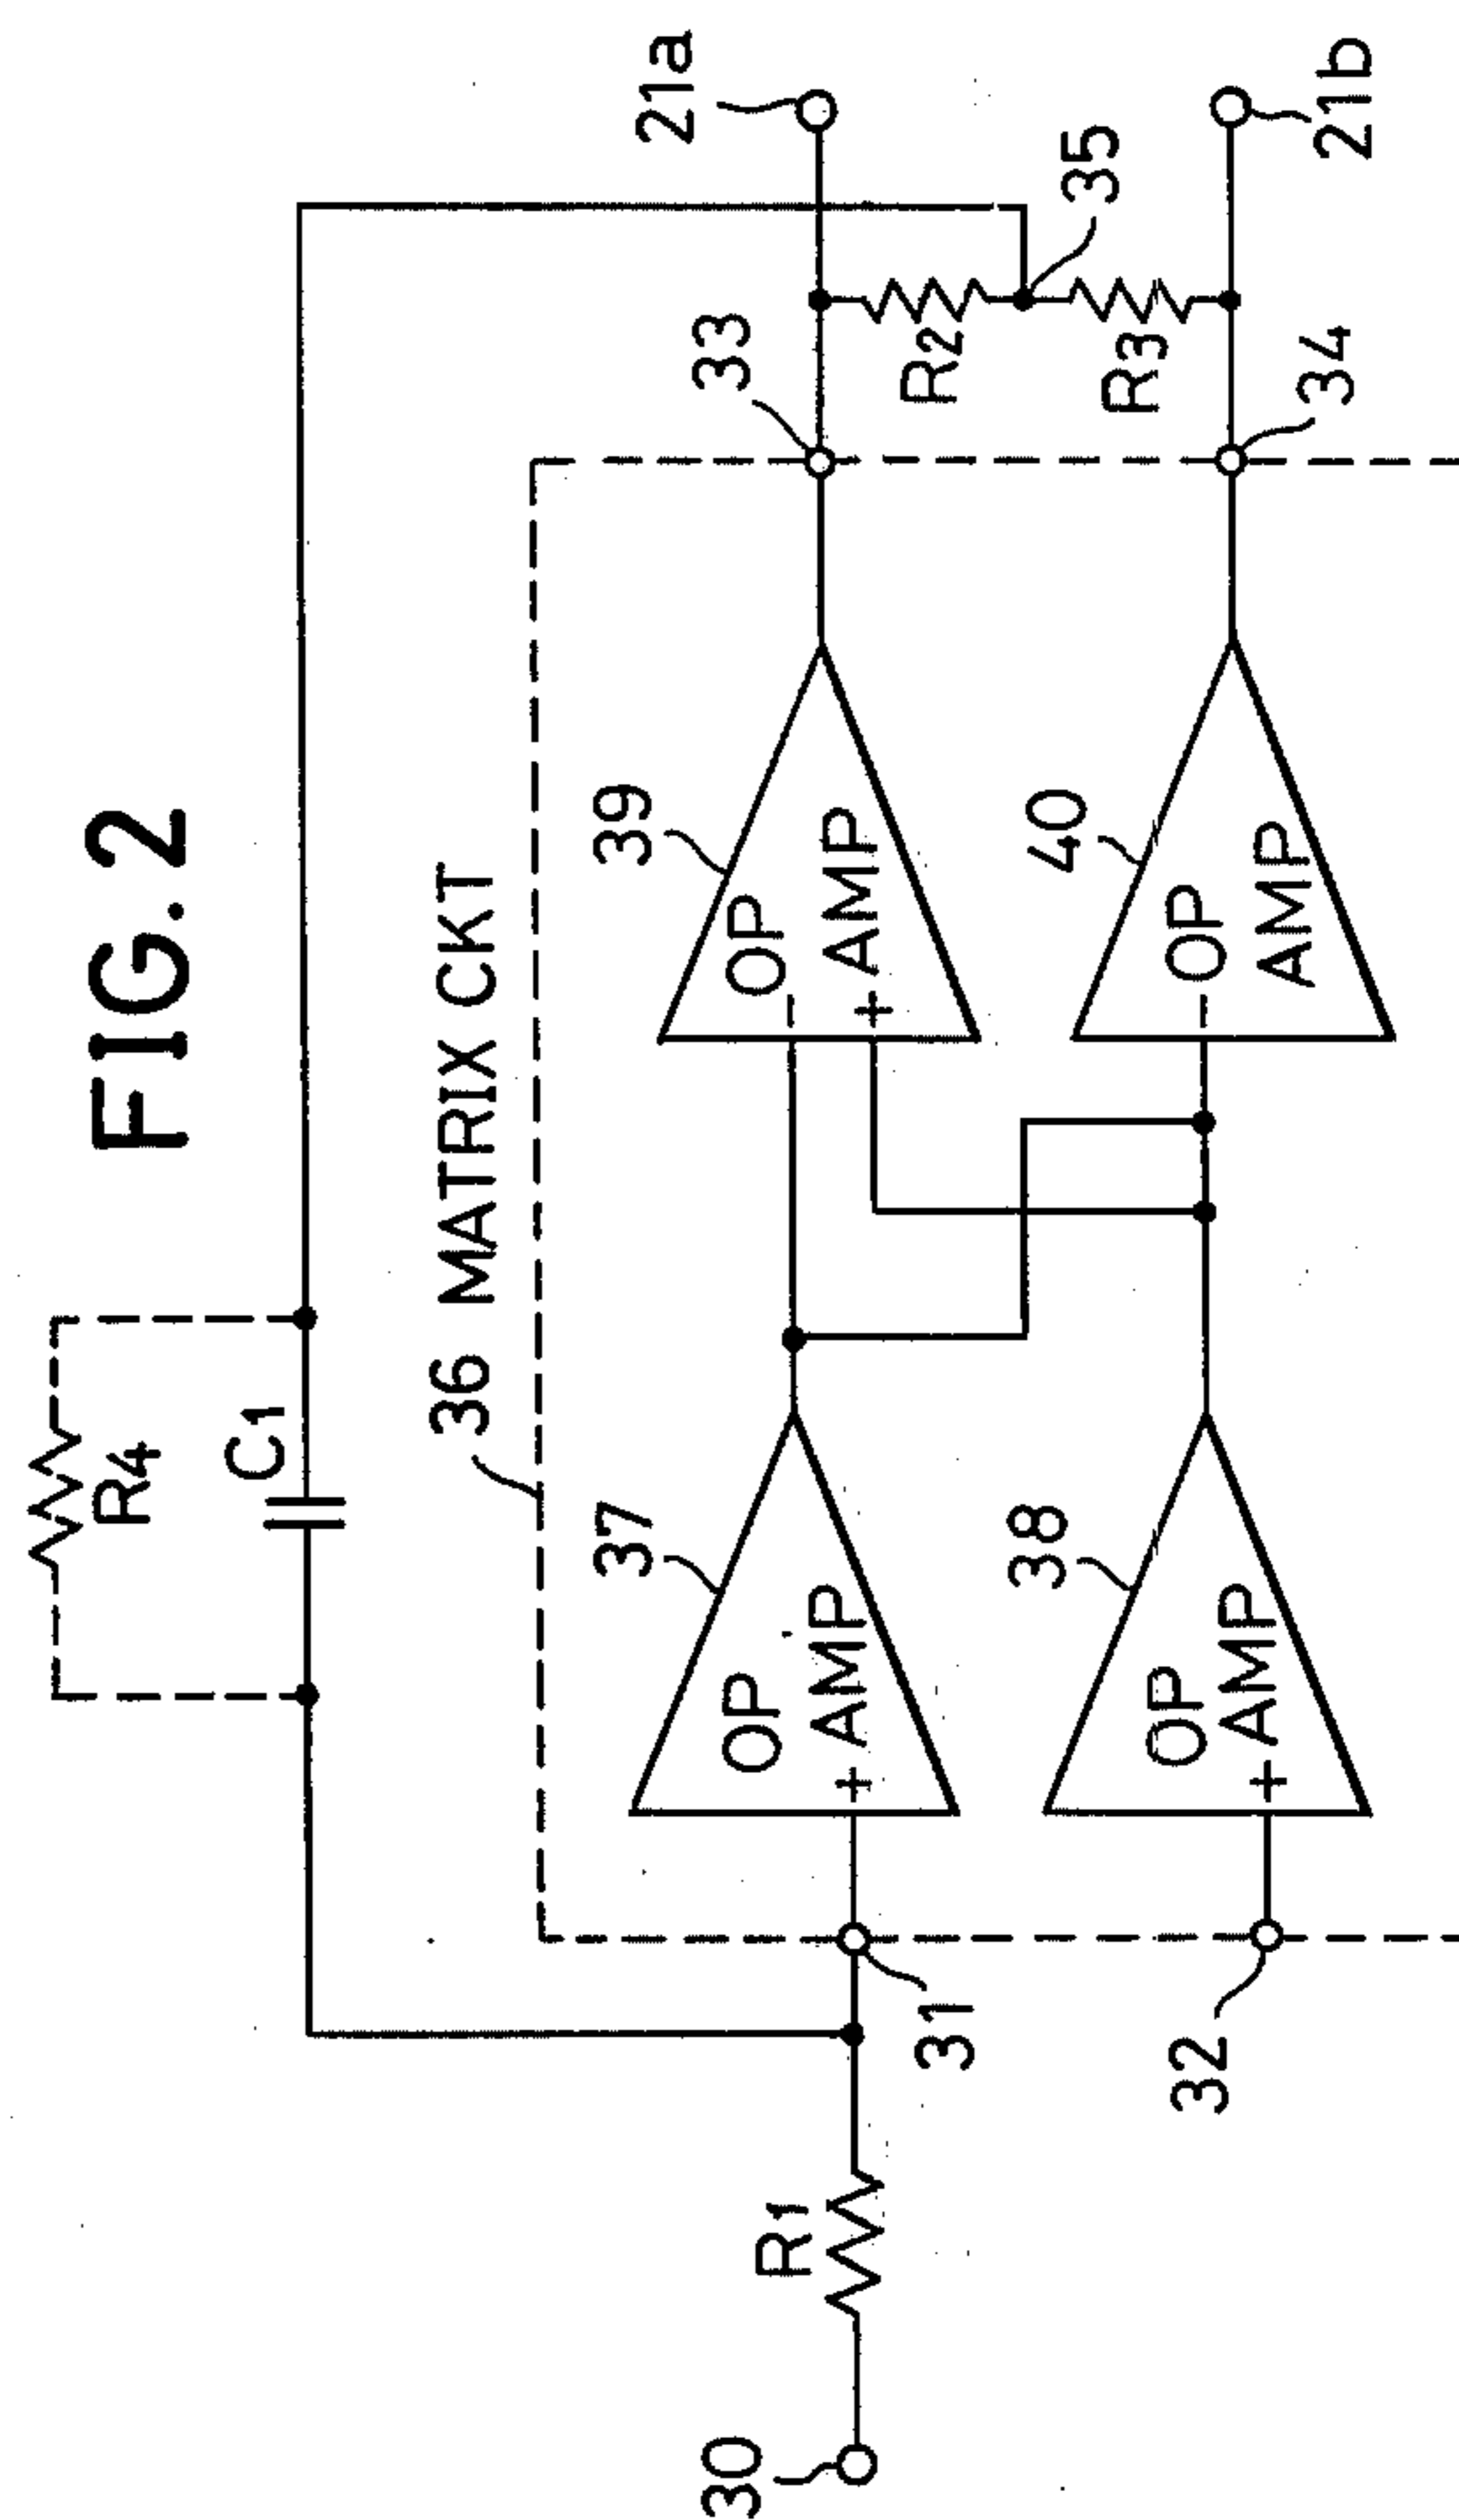 FIG. 2
R4
C1
36 MATRIX CKT
21a
33
39
37
OP AMP
- +
OP AMP
+
R1
30
31
35
R2
R3
40
38
OP AMP
-
OP AMP
+
32
34
21b